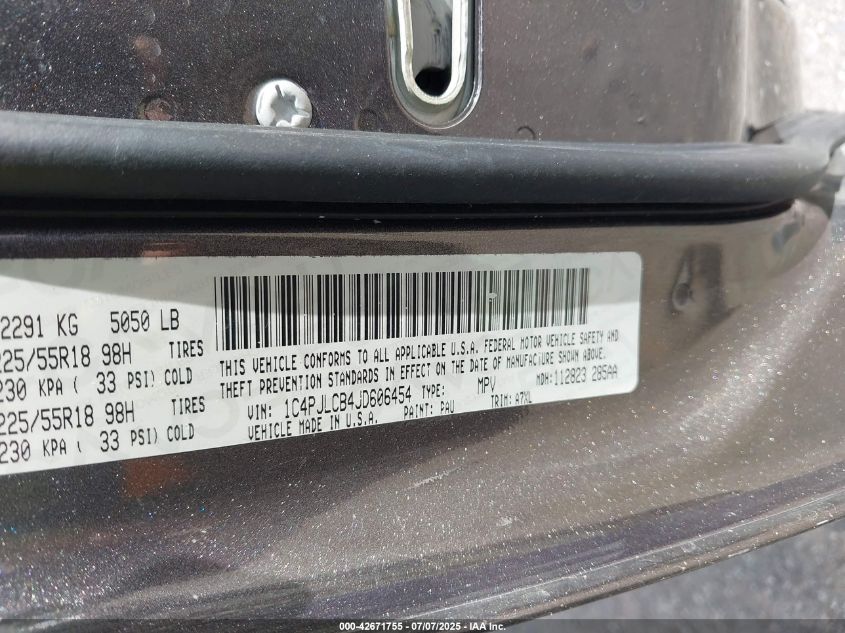 2291 KG 5050 LB
225/55R18 98H TIRES
230 KPA ( 33 PSI) COLD
225/55R18 98H TIRES
230 KPA ( 33 PSI) COLD
THIS VEHICLE CONFORMS TO ALL APPLICABLE U.S.A. FEDERAL MOTOR VEHICLE SAFETY AND
THEFT PREVENTION STANDARDS IN EFFECT ON THE DATE OF MANUFACTURE SHOWN ABOVE.
VIN: 1C4PJLCB4JD606454 TYPE: MPV MDH:112823 285AA
VEHICLE MADE IN U.S.A. PAINT: PAU TRIM: A7XL
000-42671755 - 07/07/2025 - IAA Inc.